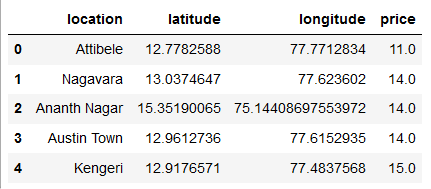 location latitude longitude price
0 Attibele 12.7782588 77.7712834 11.0
1 Nagavara 13.0374647 77.623602 14.0
2 Ananth Nagar 15.35190065 75.14408697553972 14.0
3 Austin Town 12.9612736 77.6152935 14.0
4 Kengeri 12.9176571 77.4837568 15.0